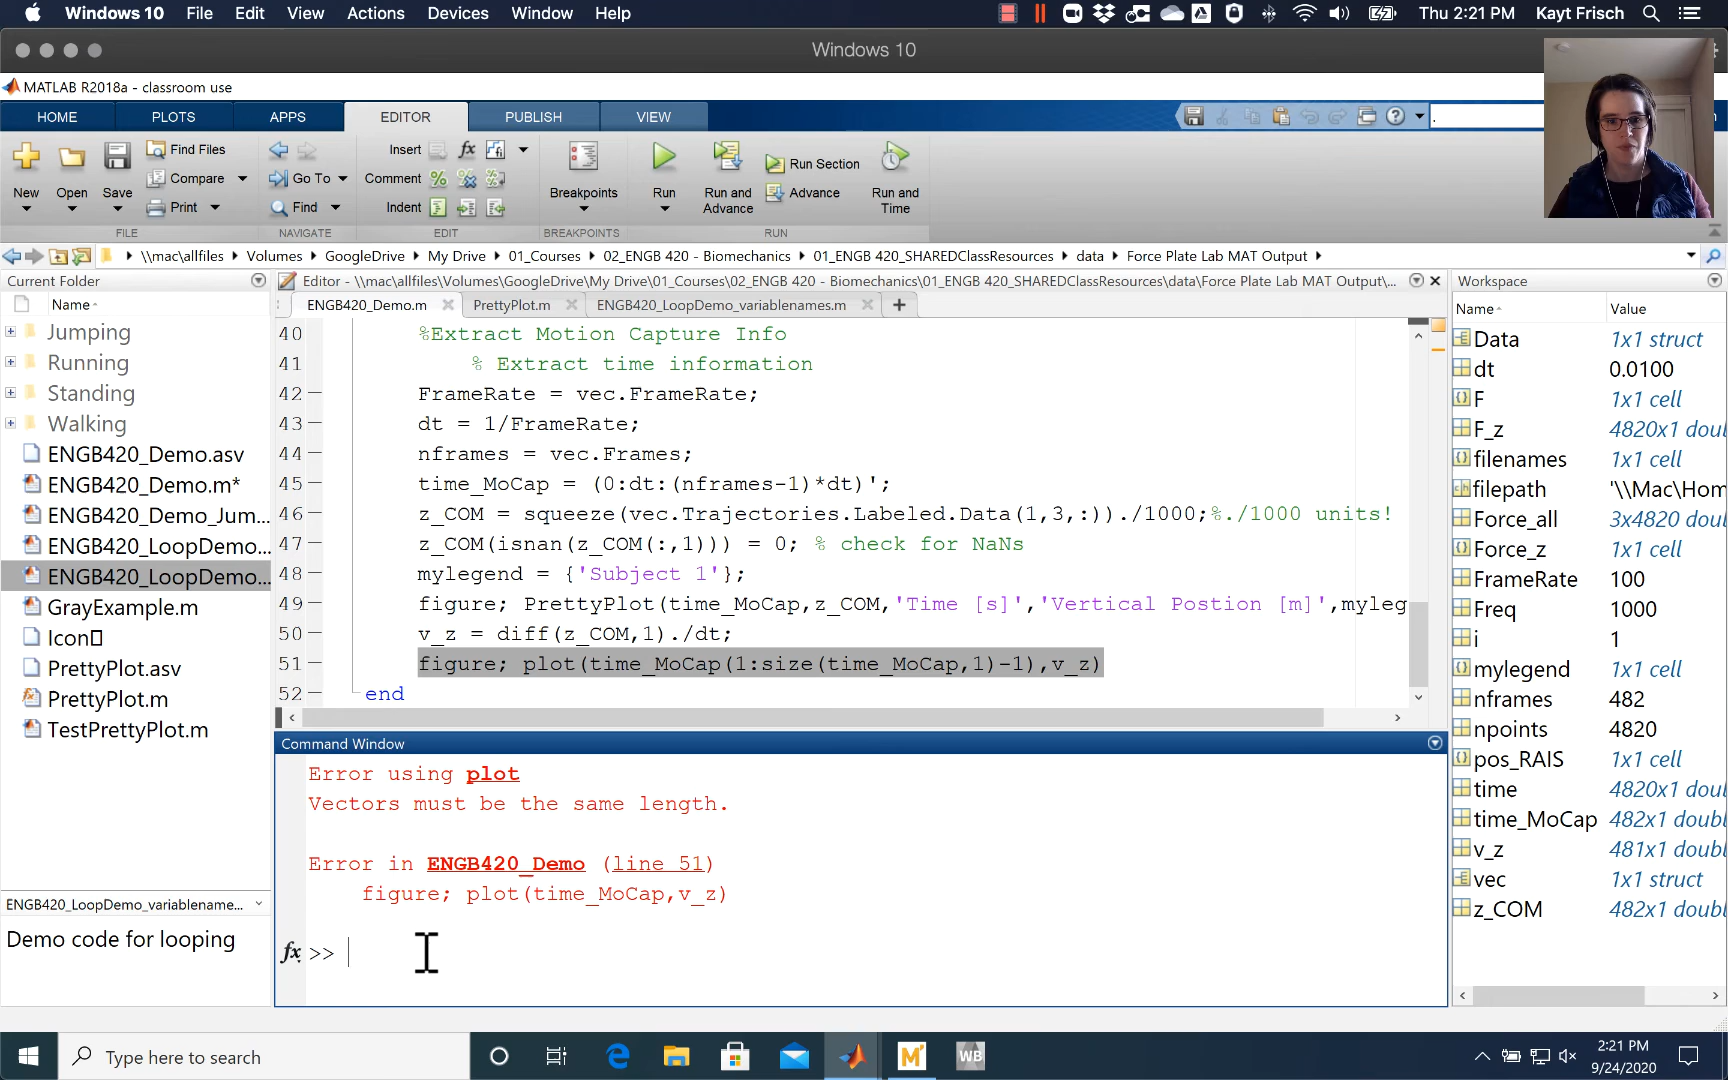 Windows 10 File Edit View Actions Devices Window Help Thu 2:21 PM Kayt Frisch
Windows 10
MATLAB R2018a - classroom use
HOME PLOTS APPS EDITOR PUBLISH VIEW
New Open Save Find Files Compare Print
FILE
Go To Find
NAVIGATE
Insert fx Comment Indent
EDIT
Breakpoints
BREAKPOINTS
Run Run and Advance Run Section Advance Run and Time
RUN
\\mac\allfiles Volumes GoogleDrive My Drive 01_Courses 02_ENGB 420 - Biomechanics 01_ENGB 420_SHAREDClassResources data Force Plate Lab MAT Output
Current Folder
Name
Jumping
Running
Standing
Walking
ENGB420_Demo.asv
ENGB420_Demo.m*
ENGB420_Demo_Jum...
ENGB420_LoopDemo...
ENGB420_LoopDemo...
GrayExample.m
Icon▯
PrettyPlot.asv
PrettyPlot.m
TestPrettyPlot.m
ENGB420_LoopDemo_variablename...
Demo code for looping
Editor - \\mac\allfiles\Volumes\GoogleDrive\My Drive\01_Courses\02_ENGB 420 - Biomechanics\01_ENGB 420_SHAREDClassResources\data\Force Plate Lab MAT Output\...
ENGB420_Demo.m PrettyPlot.m ENGB420_LoopDemo_variablenames.m
40 %Extract Motion Capture Info
41 % Extract time information
42 FrameRate = vec.FrameRate;
43 dt = 1/FrameRate;
44 nframes = vec.Frames;
45 time_MoCap = (0:dt:(nframes-1)*dt)';
46 z_COM = squeeze(vec.Trajectories.Labeled.Data(1,3,:))./1000;%./1000 units!
47 z_COM(isnan(z_COM(:,1))) = 0; % check for NaNs
48 mylegend = {'Subject 1'};
49 figure; PrettyPlot(time_MoCap,z_COM,'Time [s]','Vertical Postion [m]',myleg
50 v_z = diff(z_COM,1)./dt;
51 figure; plot(time_MoCap(1:size(time_MoCap,1)-1),v_z)
52 end
Command Window
Error using plot
Vectors must be the same length.
Error in ENGB420_Demo (line 51)
figure; plot(time_MoCap,v_z)
fx >>
Workspace
Name Value
Data 1x1 struct
dt 0.0100
F 1x1 cell
F_z 4820x1 doul
filenames 1x1 cell
filepath '\\Mac\Hom
Force_all 3x4820 doul
Force_z 1x1 cell
FrameRate 100
Freq 1000
i 1
mylegend 1x1 cell
nframes 482
npoints 4820
pos_RAIS 1x1 cell
time 4820x1 doul
time_MoCap 482x1 doubl
v_z 481x1 doubl
vec 1x1 struct
z_COM 482x1 doubl
Type here to search
WB
2:21 PM
9/24/2020